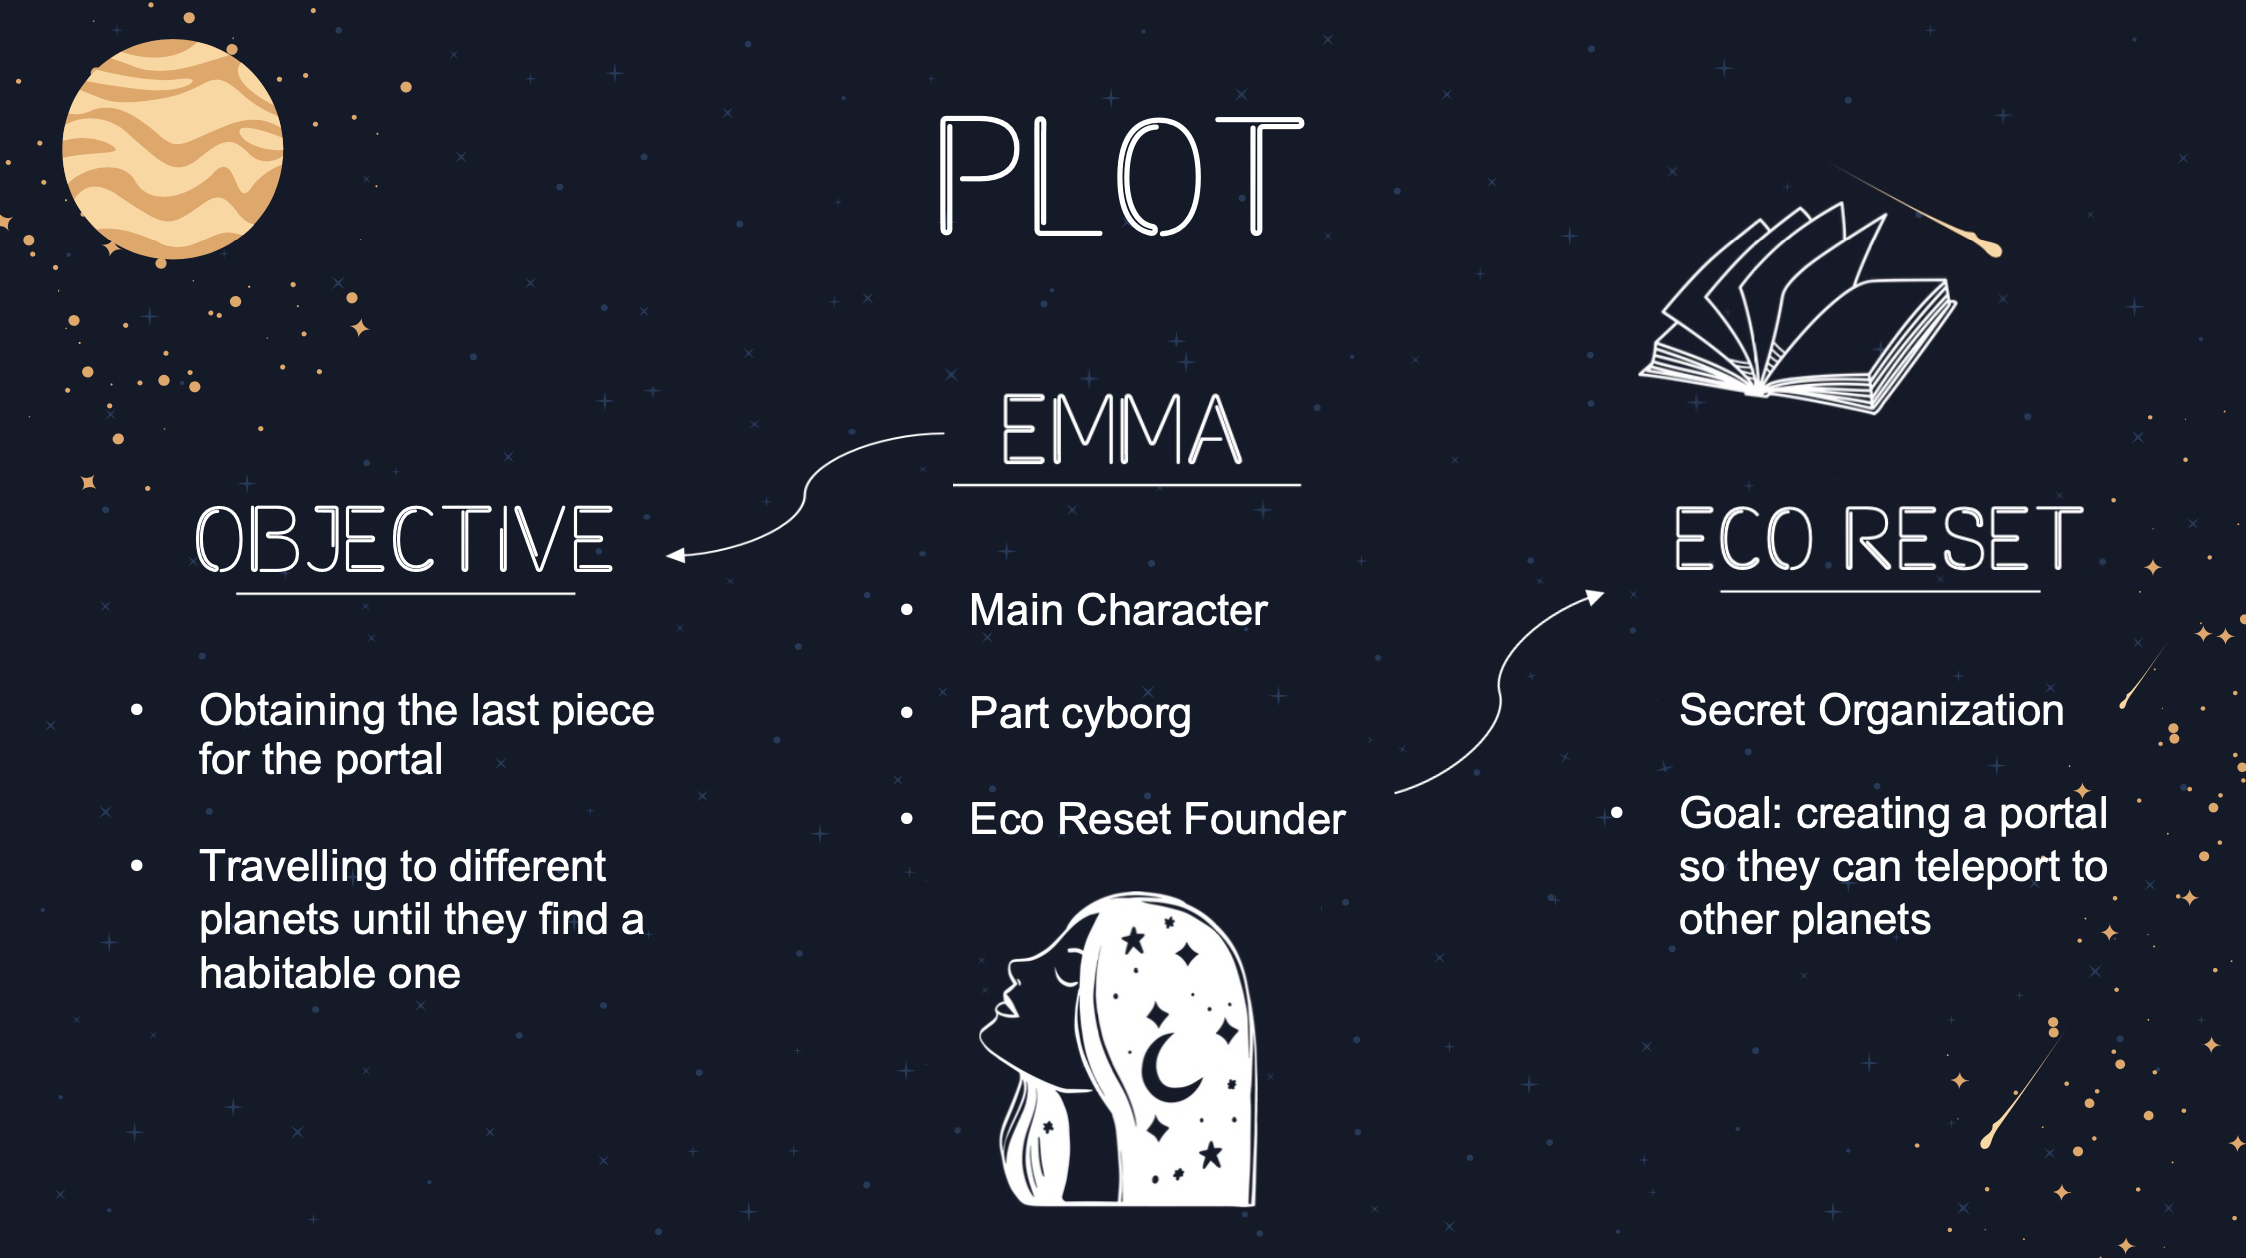 PLOT
EMMA
OBJECTIVE
ECO RESET
• Obtaining the last piece
for the portal
• Travelling to different
planets until they find a
habitable one
• Main Character
• Part cyborg
• Eco Reset Founder
Secret Organization
• Goal: creating a portal
so they can teleport to
other planets